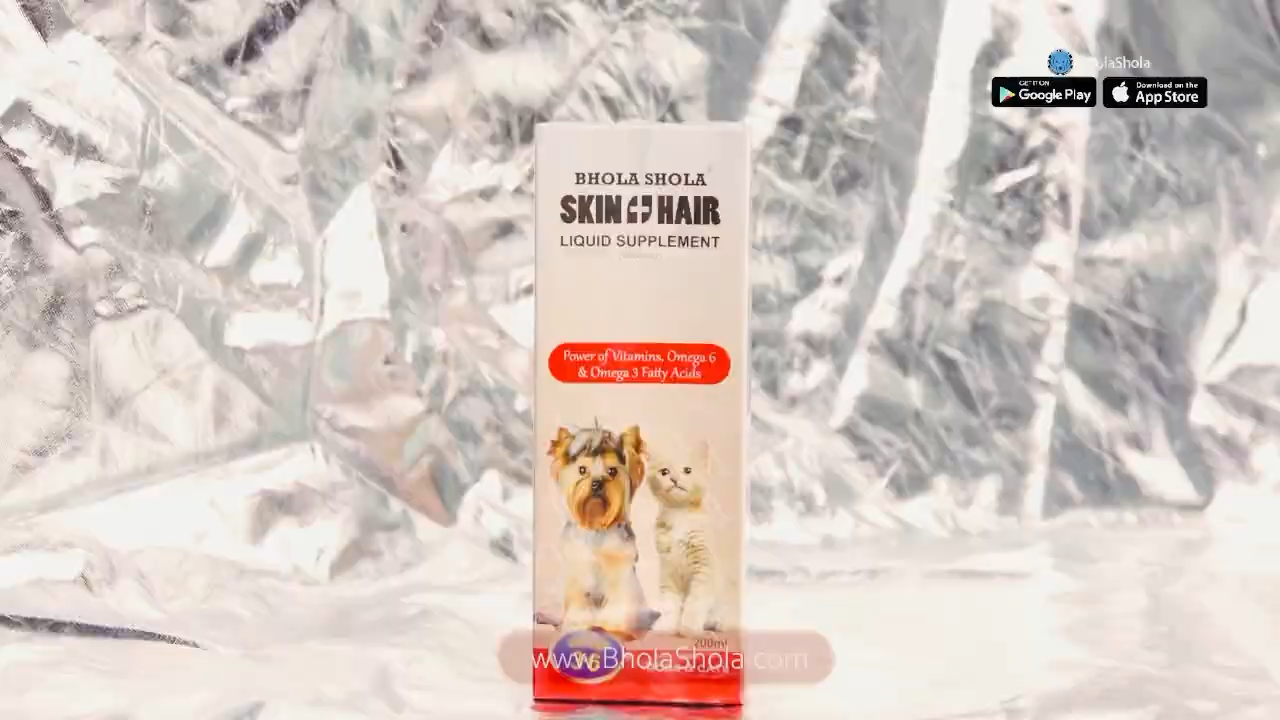 BholaShola
GET IT ON
Google Play
Download on the
App Store
BHOLA SHOLA
SKIN HAIR
LIQUID SUPPLEMENT
Power of Vitamins, Omega 6
& Omega 3 Fatty Acids
200ml
V6
www.BholaShola.com